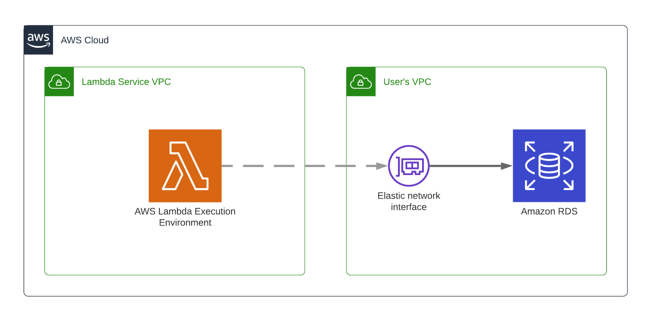 aws
AWS Cloud
Lambda Service VPC
User's VPC
AWS Lambda Execution
Environment
Elastic network
interface
Amazon RDS